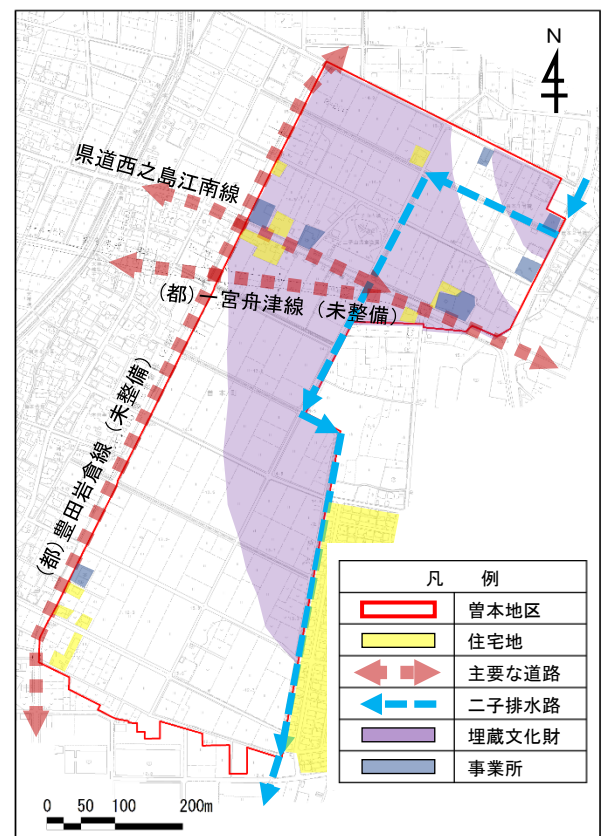 N
県道西之島江南線
(都)一宮舟津線(未整備)
(都)豊田岩倉線(未整備)
凡 例
曽本地区
住宅地
主要な道路
二子排水路
埋蔵文化財
事業所
0 50 100 200m